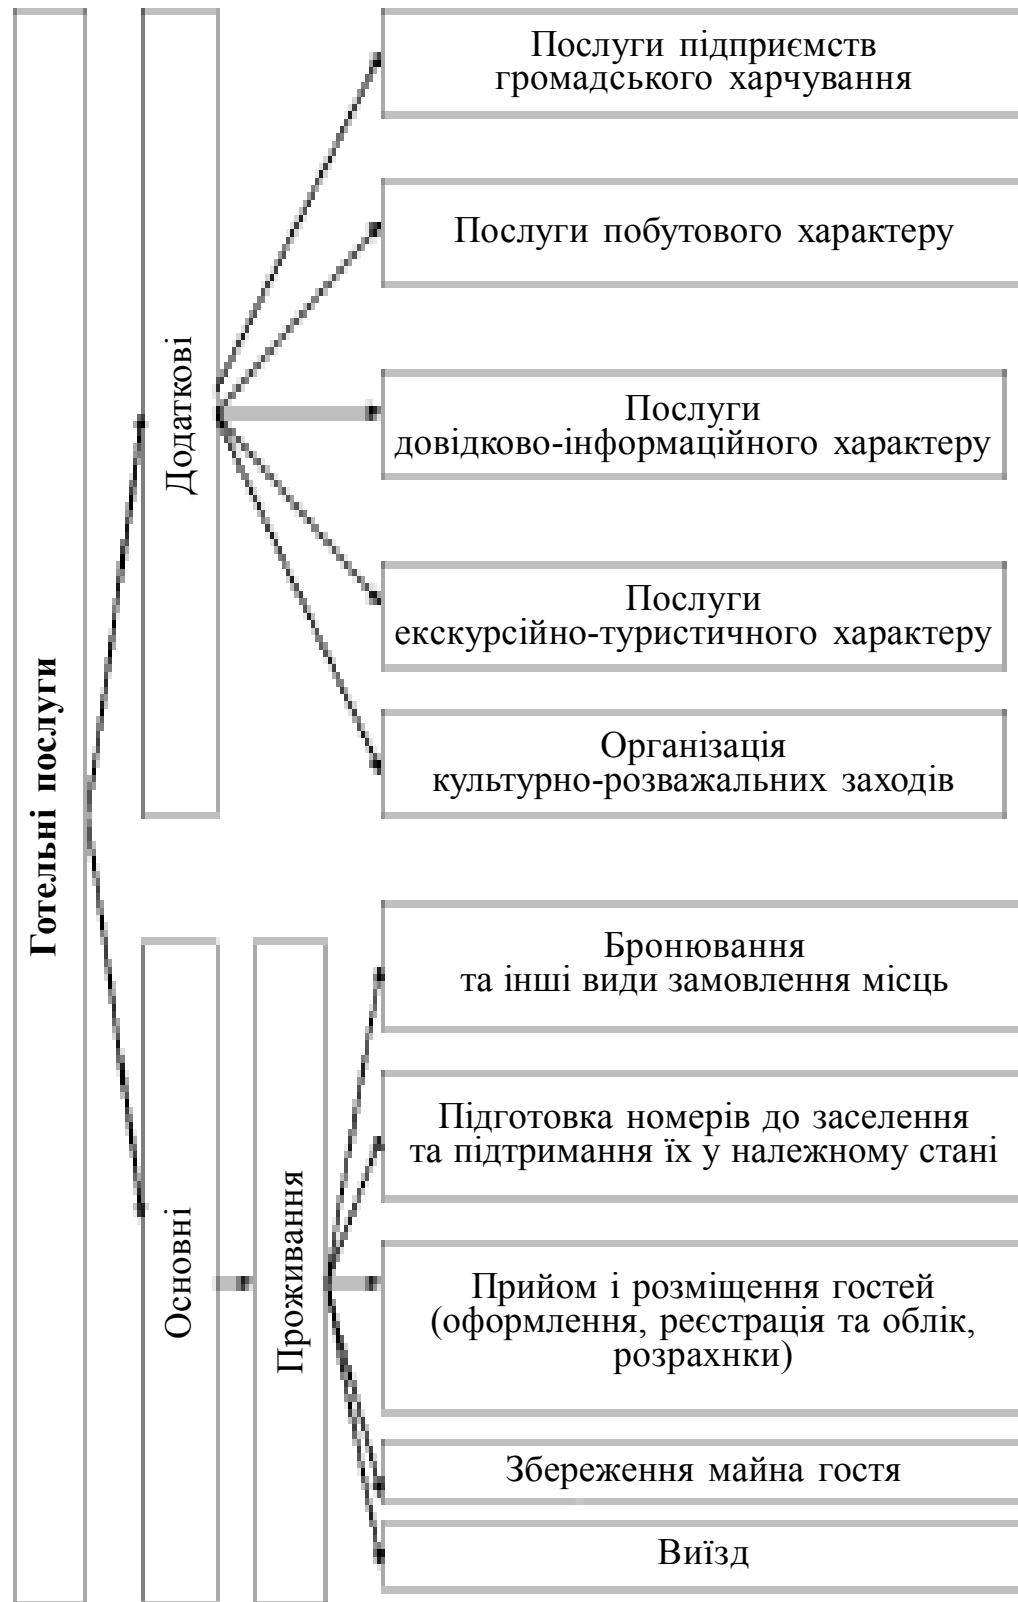 Готельні послуги
Додаткові
Послуги підприємств
громадського харчування
Послуги побутового характеру
Послуги
довідково-інформаційного характеру
Послуги
екскурсійно-туристичного характеру
Організація
культурно-розважальних заходів
Основні
Проживання
Бронювання
та інші види замовлення місць
Підготовка номерів до заселення
та підтримання їх у належному стані
Прийом і розміщення гостей
(оформлення, реєстрація та облік,
розрахнки)
Збереження майна гостя
Виїзд